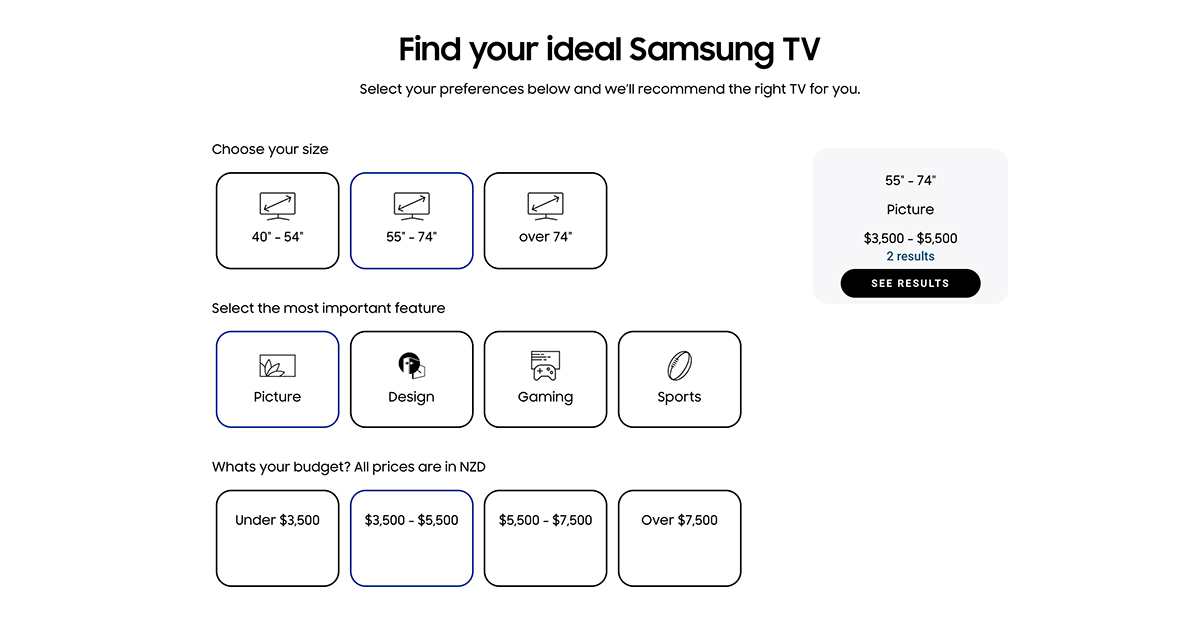 Find your ideal Samsung TV
Select your preferences below and we'll recommend the right TV for you.
Choose your size
40" - 54"
55" - 74"
over 74"
55" - 74"
Picture
$3,500 - $5,500
2 results
SEE RESULTS
Select the most important feature
Picture
Design
Gaming
Sports
Whats your budget? All prices are in NZD
Under $3,500
$3,500 - $5,500
$5,500 - $7,500
Over $7,500